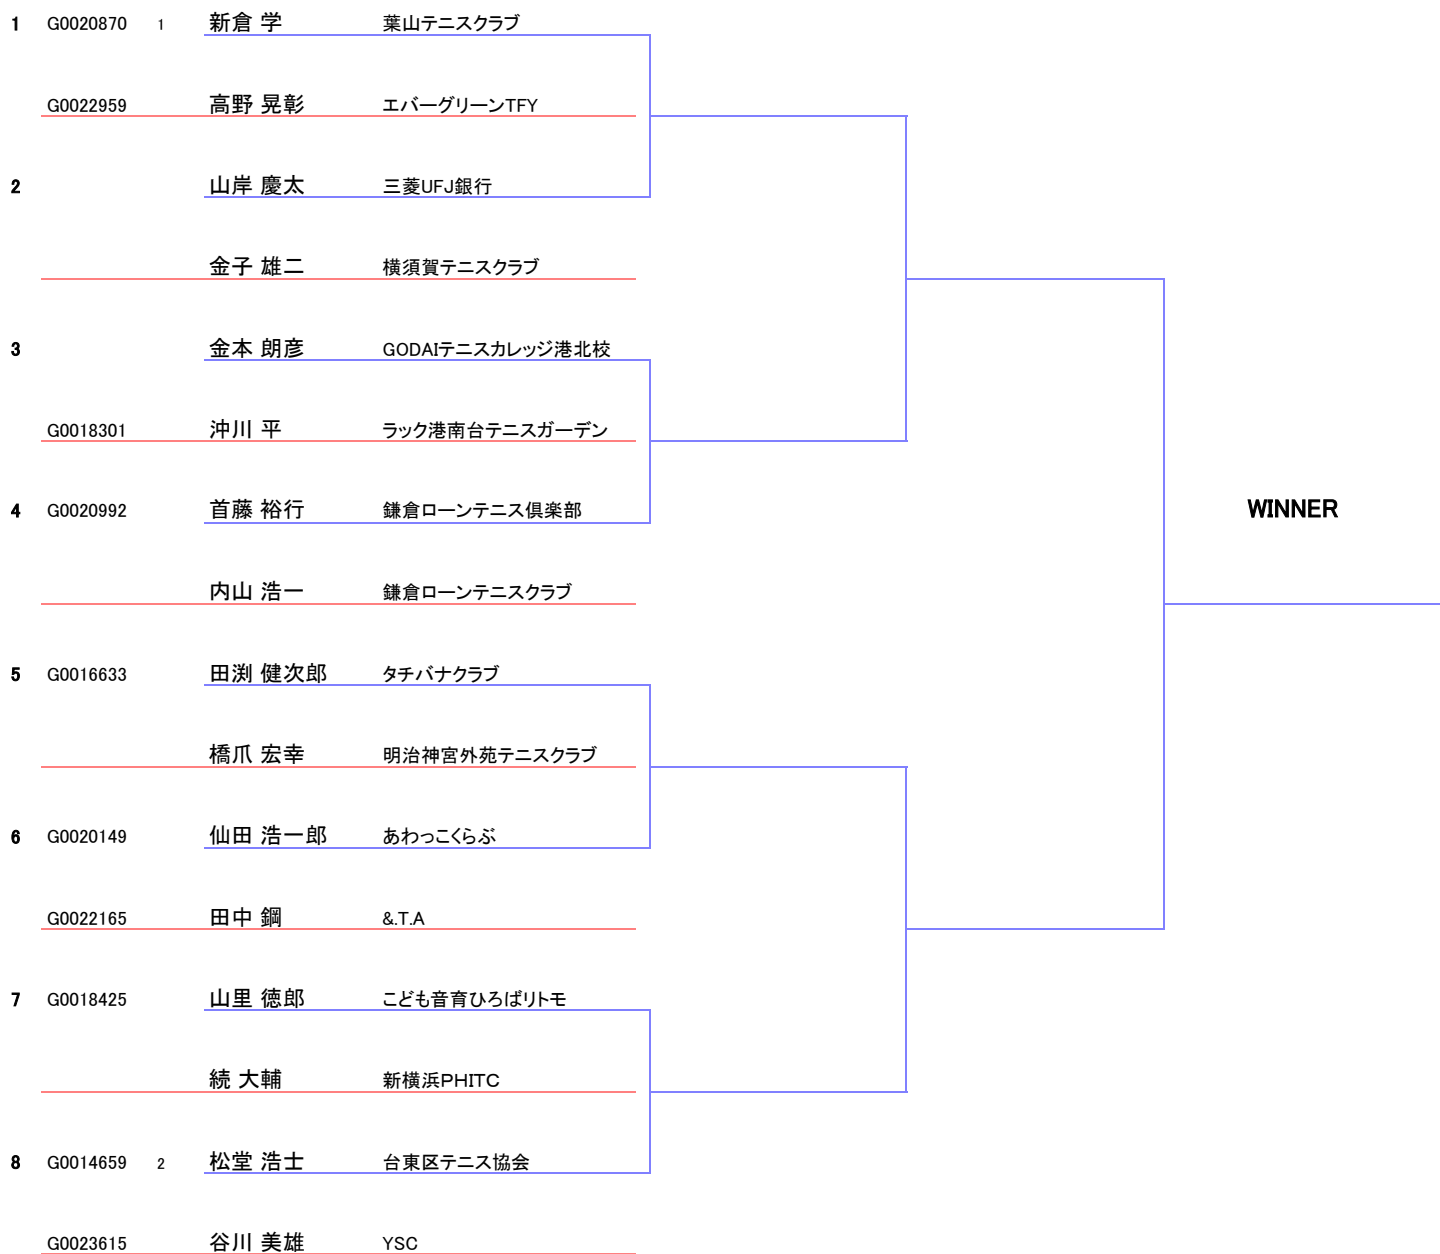 1 G0020870 1 新倉 学 葉山テニスクラブ
G0022959 高野 晃彰 エバーグリーンTFY
2 山岸 慶太 三菱UFJ銀行
金子 雄二 横須賀テニスクラブ
3 金本 朗彦 GODAIテニスカレッジ港北校
G0018301 沖川 平 ラック港南台テニスガーデン
4 G0020992 首藤 裕行 鎌倉ローンテニス倶楽部
WINNER
内山 浩一 鎌倉ローンテニスクラブ
5 G0016633 田渕 健次郎 タチバナクラブ
橋爪 宏幸 明治神宮外苑テニスクラブ
6 G0020149 仙田 浩一郎 あわっこくらぶ
G0022165 田中 鋼 &.T.A
7 G0018425 山里 徳郎 こども音育ひろばリトモ
続 大輔 新横浜PHITC
8 G0014659 2 松堂 浩士 台東区テニス協会
G0023615 谷川 美雄 YSC